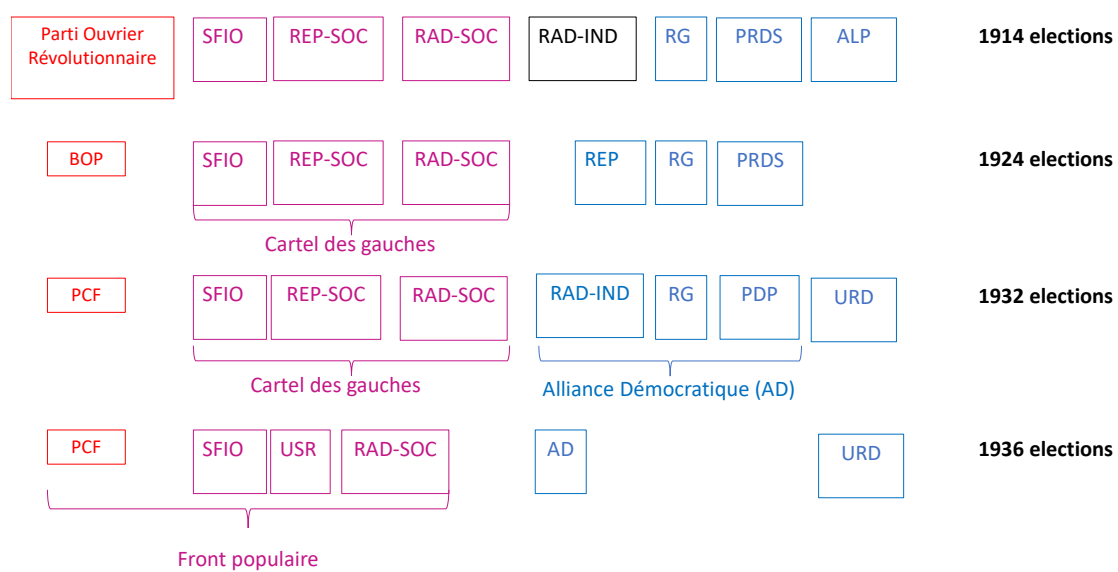 Parti Ouvrier
Révolutionnaire
SFIO
REP-SOC
RAD-SOC
RAD-IND
RG
PRDS
ALP
1914 elections
BOP
SFIO
REP-SOC
RAD-SOC
REP
RG
PRDS
1924 elections
Cartel des gauches
PCF
SFIO
REP-SOC
RAD-SOC
RAD-IND
RG
PDP
URD
1932 elections
Cartel des gauches
Alliance Démocratique (AD)
PCF
SFIO
USR
RAD-SOC
AD
URD
1936 elections
Front populaire